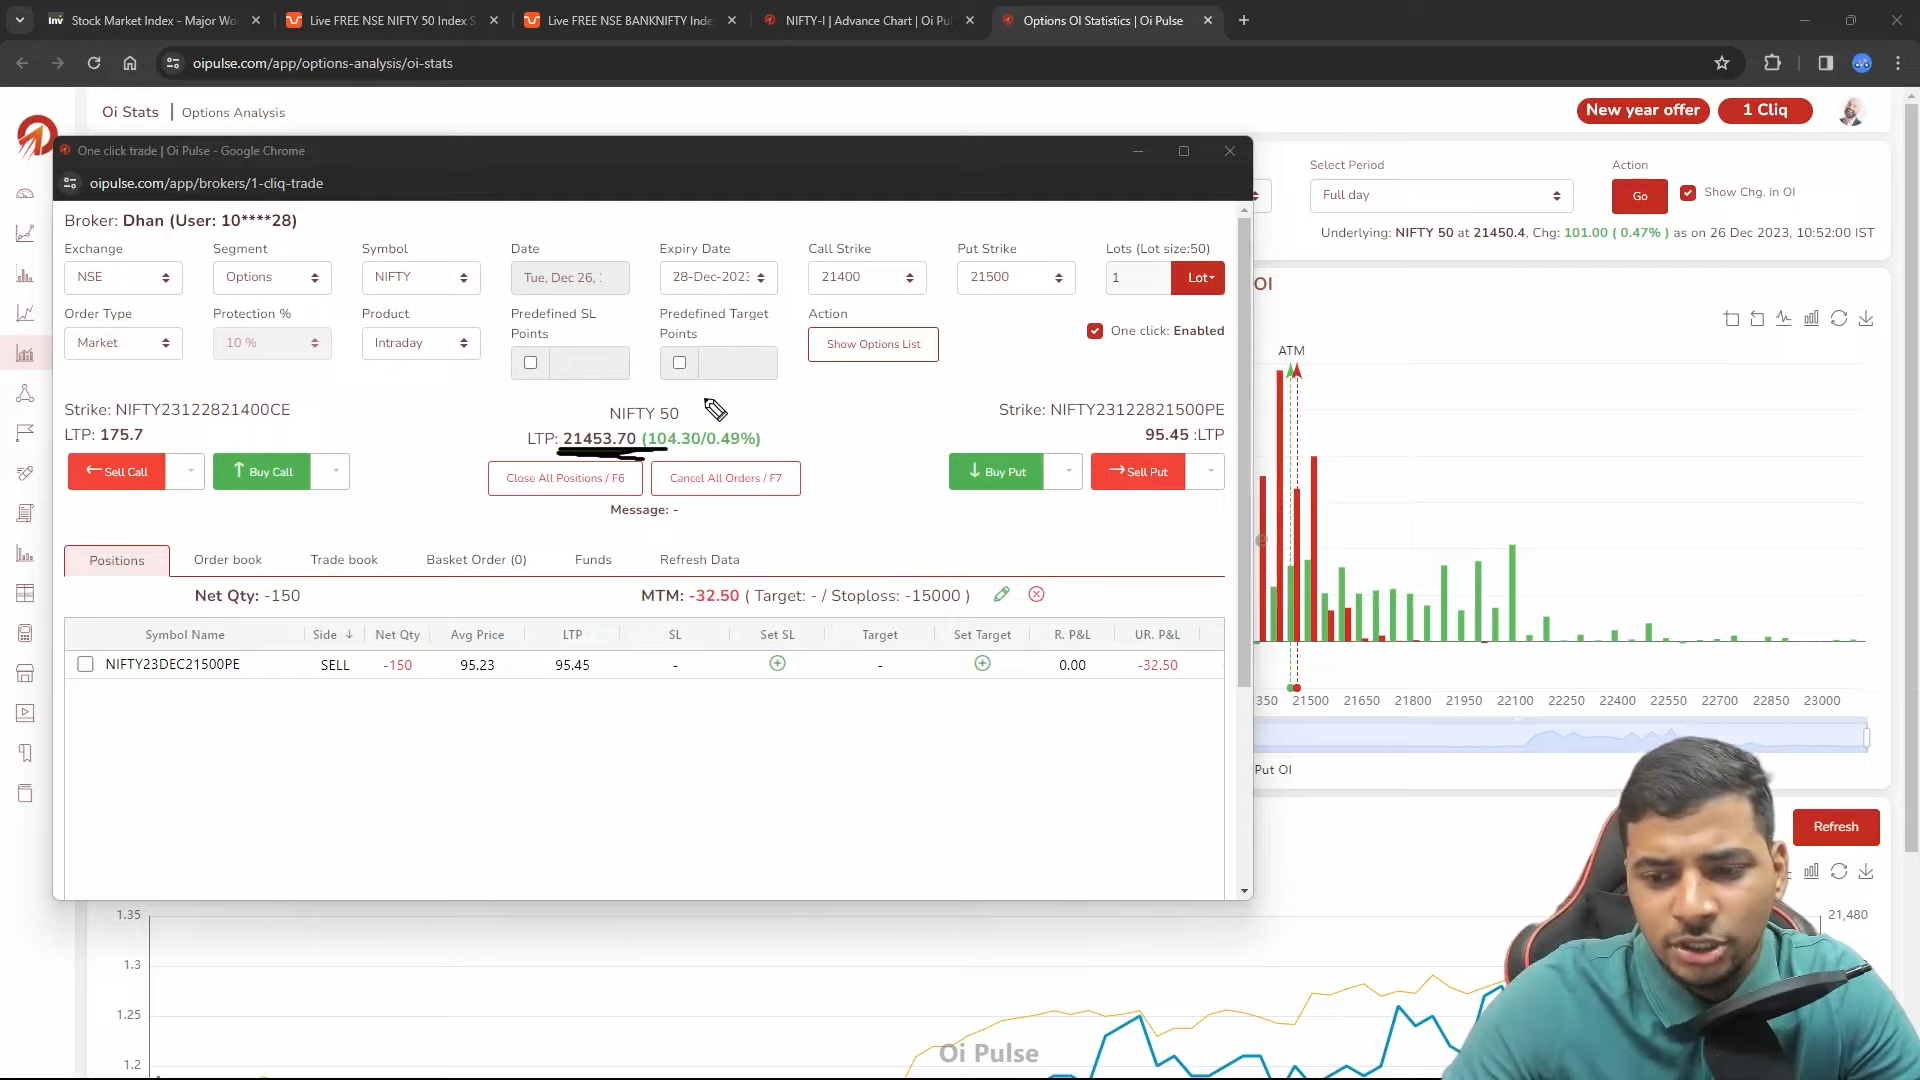 Stock Market Index - Major Wo
Live FREE NSE NIFTY 50 Index S
Live FREE NSE BANKNIFTY Inde
NIFTY-I | Advance Chart | Oi Pul
Options OI Statistics | Oi Pulse
oipulse.com/app/options-analysis/oi-stats
Oi Stats | Options Analysis
New year offer
1 Cliq
One click trade | Oi Pulse - Google Chrome
oipulse.com/app/brokers/1-cliq-trade
Select Period
Action
Full day
Go
Show Chg. in OI
Underlying: NIFTY 50 at 21450.4, Chg: 101.00 ( 0.47% ) as on 26 Dec 2023, 10:52:00 IST
Broker: Dhan (User: 10****28)
Exchange Segment Symbol Date Expiry Date Call Strike Put Strike Lots (Lot size:50)
NSE Options NIFTY Tue, Dec 26, 28-Dec-2023 21400 21500 1 Lot
Order Type Protection % Product Predefined SL Points Predefined Target Points Action
Market 10 % Intraday Show Options List
One click: Enabled
Strike: NIFTY23122821400CE
LTP: 175.7
NIFTY 50
LTP: 21453.70 (104.30/0.49%)
Strike: NIFTY23122821500PE
95.45 :LTP
Sell Call Buy Call Close All Positions / F6 Cancel All Orders / F7 Buy Put Sell Put
Message: -
Positions Order book Trade book Basket Order (0) Funds Refresh Data
Net Qty: -150 MTM: -32.50 ( Target: - / Stoploss: -15000 )
Symbol Name Side Net Qty Avg Price LTP SL Set SL Target Set Target R. P&L UR. P&L
NIFTY23DEC21500PE SELL -150 95.23 95.45 - - 0.00 -32.50
OI
ATM
350 21500 21650 21800 21950 22100 22250 22400 22550 22700 22850 23000
Put OI
Refresh
1.35
1.3
1.25
1.2
21,480
Oi Pulse